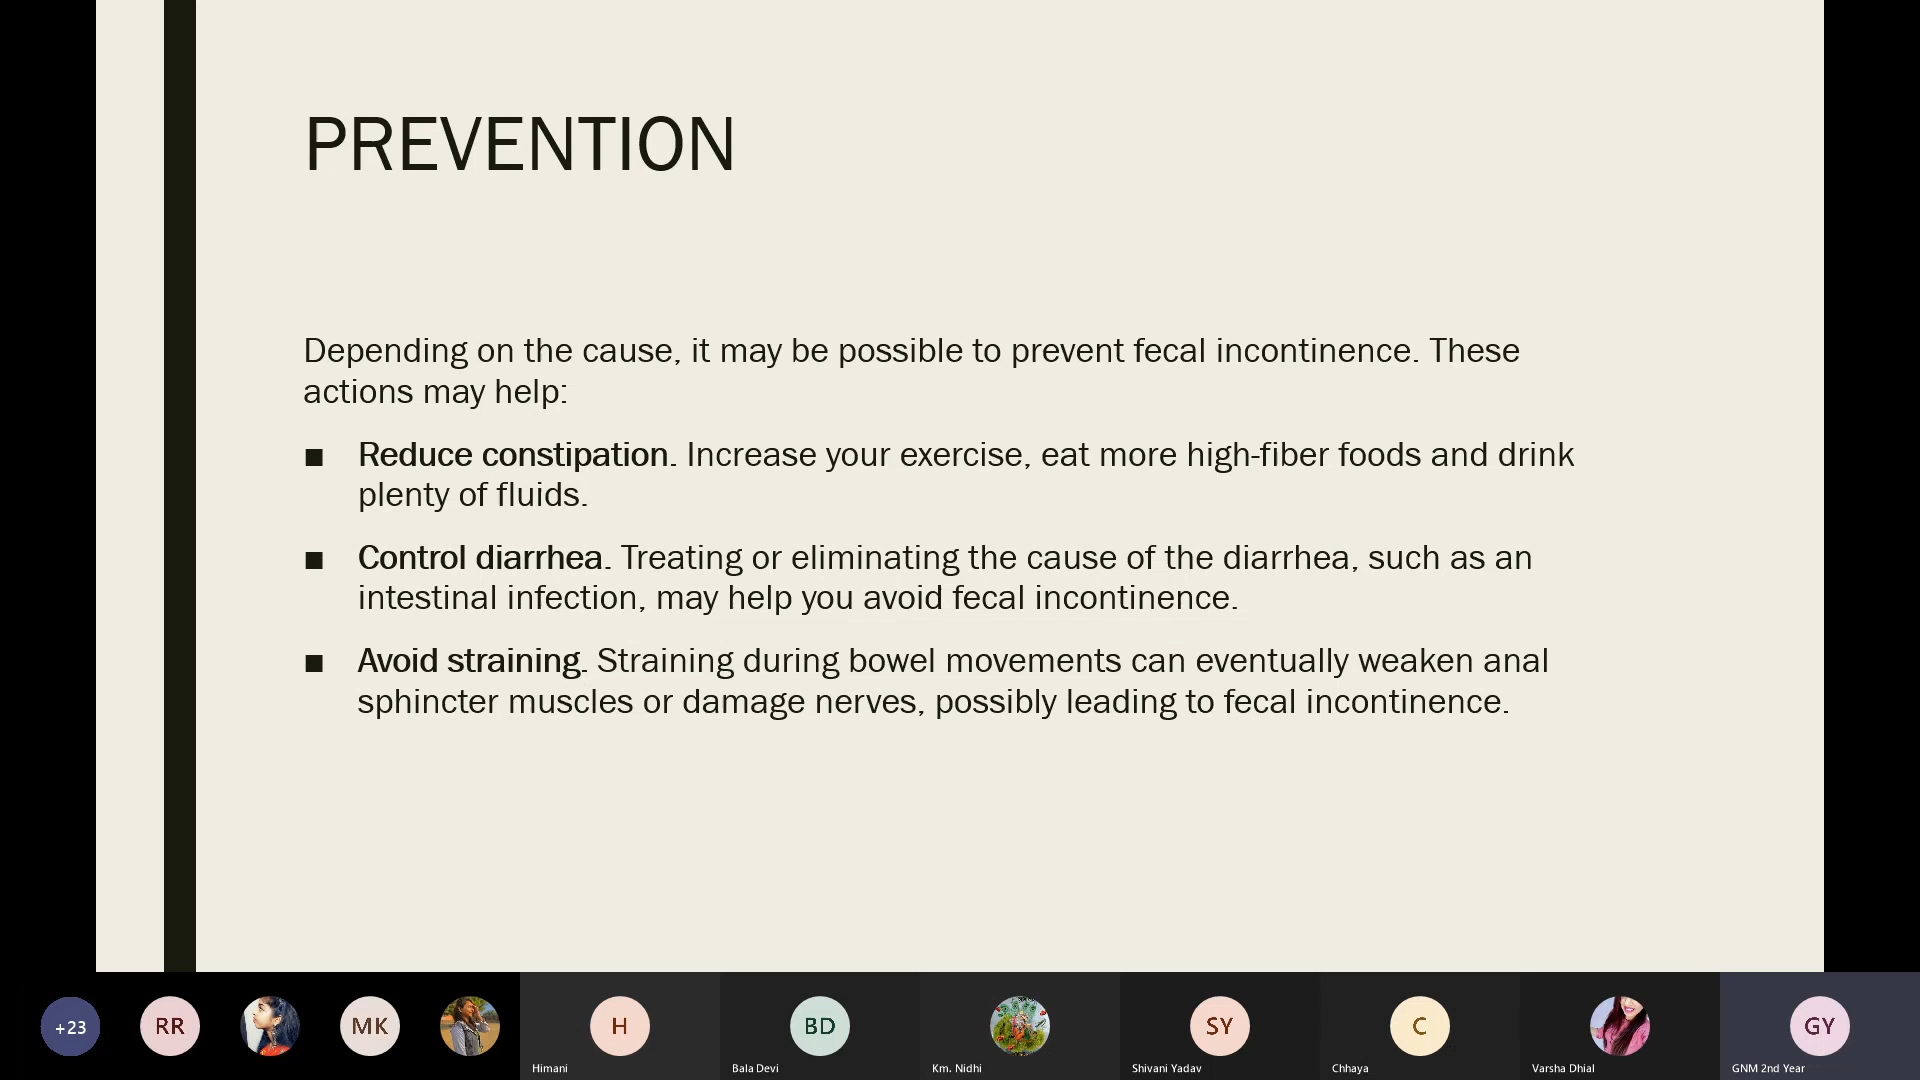 PREVENTION
Depending on the cause, it may be possible to prevent fecal incontinence. These
actions may help:
■ Reduce constipation. Increase your exercise, eat more high-fiber foods and drink
plenty of fluids.
■ Control diarrhea. Treating or eliminating the cause of the diarrhea, such as an
intestinal infection, may help you avoid fecal incontinence.
■ Avoid straining. Straining during bowel movements can eventually weaken anal
sphincter muscles or damage nerves, possibly leading to fecal incontinence.
+23 RR MK H BD SY C GY
Himani Bala Devi Km. Nidhi Shivani Yadav Chhaya Varsha Dhial GNM 2nd Year